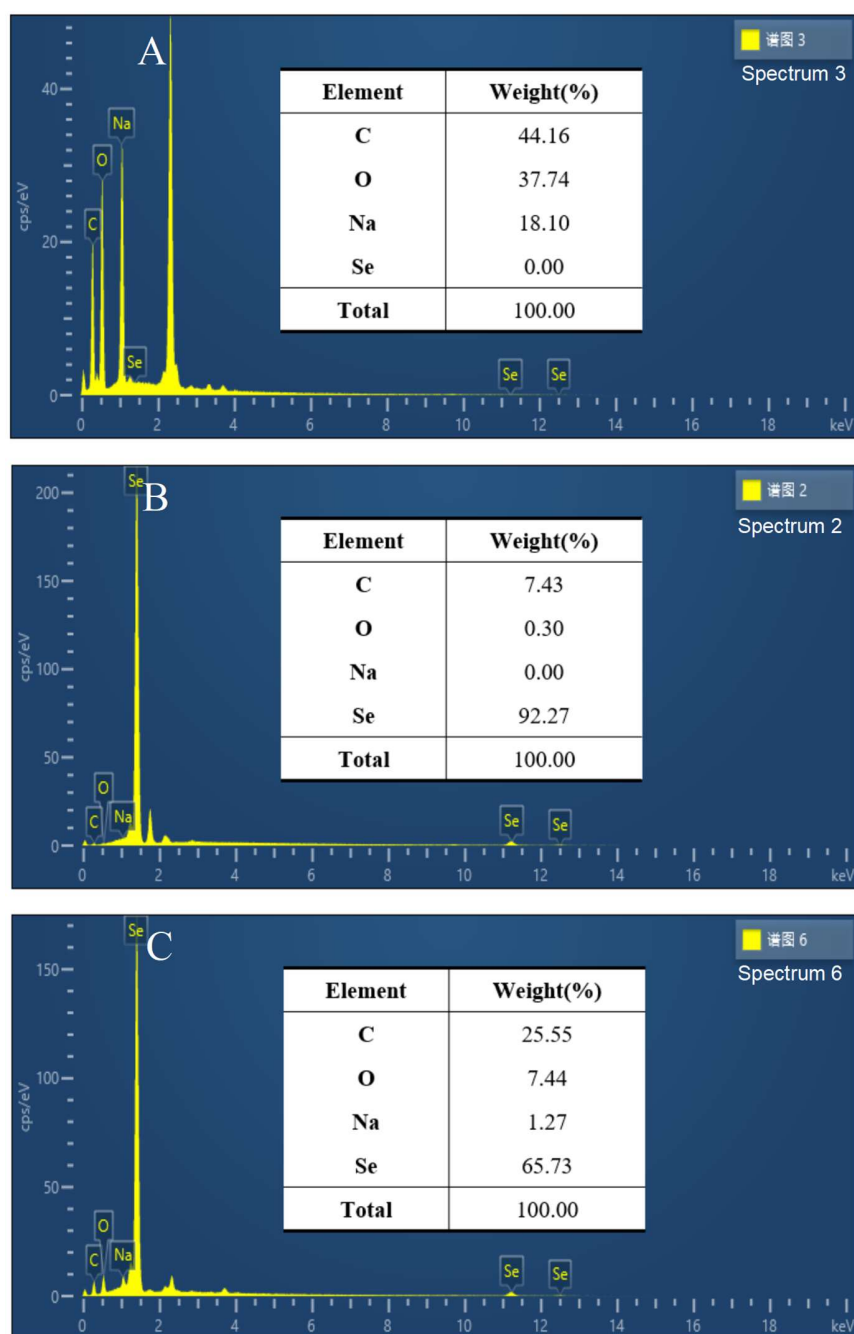 A
谱图 3
Spectrum 3
Element Weight(%)
C 44.16
O 37.74
Na 18.10
Se 0.00
Total 100.00
40
20
0
cps/eV
C
O
Na
Se
Se
Se
0 2 4 6 8 10 12 14 16 18 keV
B
谱图 2
Spectrum 2
Element Weight(%)
C 7.43
O 0.30
Na 0.00
Se 92.27
Total 100.00
200
150
100
50
0
cps/eV
Se
O
C
Na
Se
Se
0 2 4 6 8 10 12 14 16 18 keV
C
谱图 6
Spectrum 6
Element Weight(%)
C 25.55
O 7.44
Na 1.27
Se 65.73
Total 100.00
150
100
50
0
cps/eV
Se
O
C
Na
Se
Se
0 2 4 6 8 10 12 14 16 18 keV